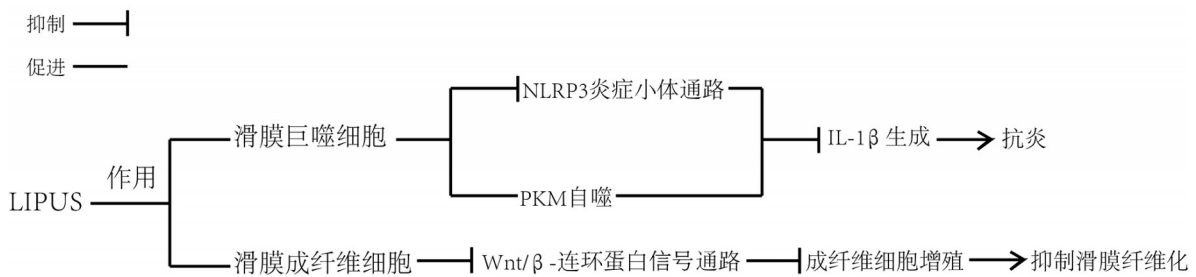 抑制
促进
NLRP3炎症小体通路
滑膜巨噬细胞
IL-1β 生成
抗炎
作用
PKM自噬
LIPUS
滑膜成纤维细胞
Wnt/β-连环蛋白信号通路
成纤维细胞增殖
抑制滑膜纤维化